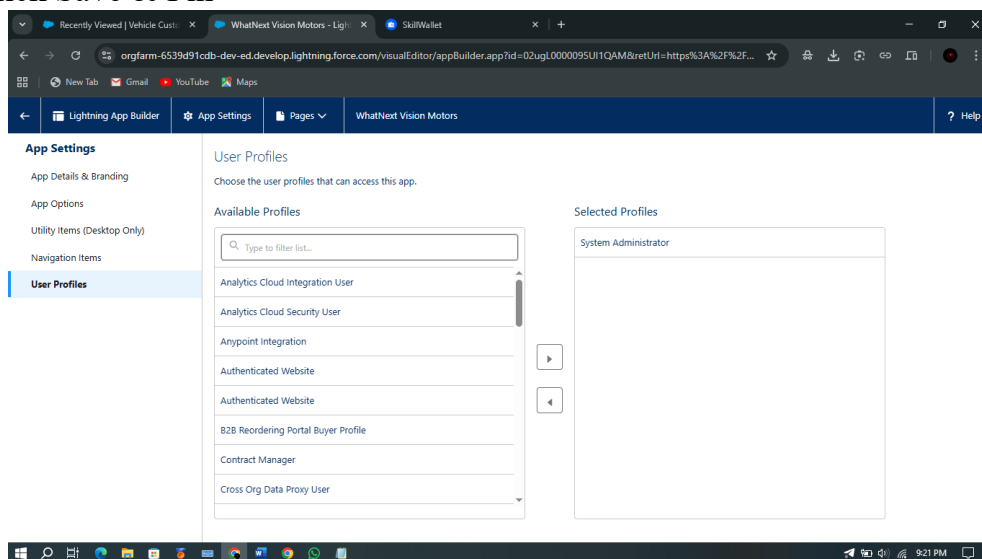 Recently Viewed | Vehicle Custo
WhatNext Vision Motors - Ligh
SkillWallet
orgfarm-6539d91cdb-dev-ed.develop.lightning.force.com/visualEditor/appBuilder.app?id=02ugL0000095UI1QAM&retUrl=https%3A%2F%2F...
New Tab
Gmail
YouTube
Maps
Lightning App Builder
App Settings
Pages
WhatNext Vision Motors
? Help
App Settings
App Details & Branding
App Options
Utility Items (Desktop Only)
Navigation Items
User Profiles
User Profiles
Choose the user profiles that can access this app.
Available Profiles
Type to filter list...
Analytics Cloud Integration User
Analytics Cloud Security User
Anypoint Integration
Authenticated Website
Authenticated Website
B2B Reordering Portal Buyer Profile
Contract Manager
Cross Org Data Proxy User
Selected Profiles
System Administrator
9:21 PM